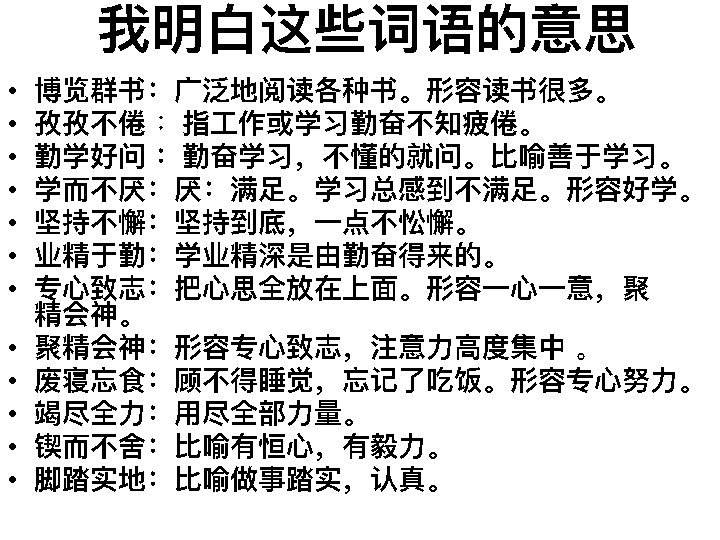 我明白这些词语的意思
• 博览群书：广泛地阅读各种书。形容读书很多。
• 孜孜不倦 ：指工作或学习勤奋不知疲倦。
• 勤学好问 ：勤奋学习，不懂的就问。比喻善于学习。
• 学而不厌：厌：满足。学习总感到不满足。形容好学。
• 坚持不懈：坚持到底，一点不忪懈。
• 业精于勤：学业精深是由勤奋得来的。
• 专心致志：把心思全放在上面。形容一心一意，聚
精会神。
• 聚精会神：形容专心致志，注意力高度集中 。
• 废寝忘食：顾不得睡觉，忘记了吃饭。形容专心努力。
• 竭尽全力：用尽全部力量。
• 锲而不舍：比喻有恒心，有毅力。
• 脚踏实地：比喻做事踏实，认真。